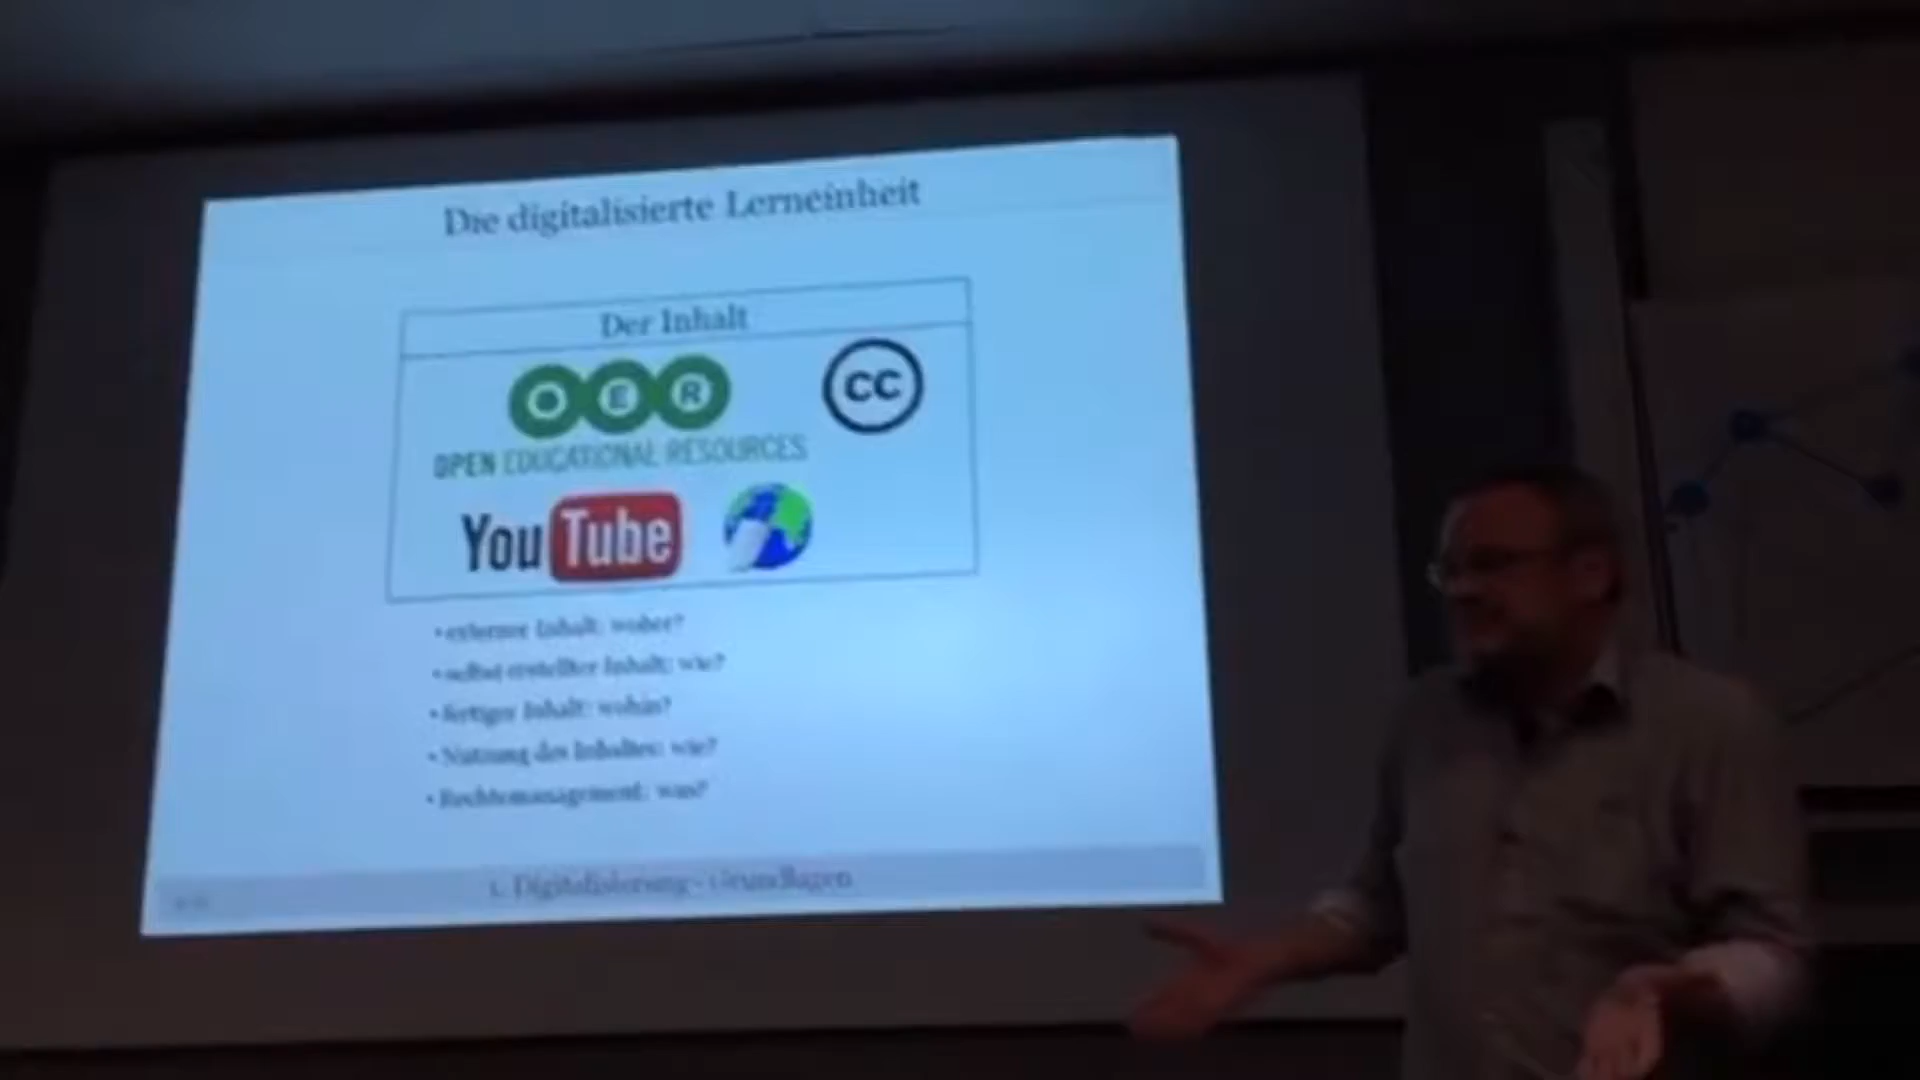 Die digitalisierte Lerneinheit
Der Inhalt
OER
CC
OPEN EDUCATIONAL RESOURCES
YouTube
• externer Inhalt: woher?
• selbst erstellter Inhalt: wie?
• fertiger Inhalt: wohin?
• Nutzung des Inhaltes: wie?
• Rechtemanagement: was?
1. Digitalisierung - Grundlagen